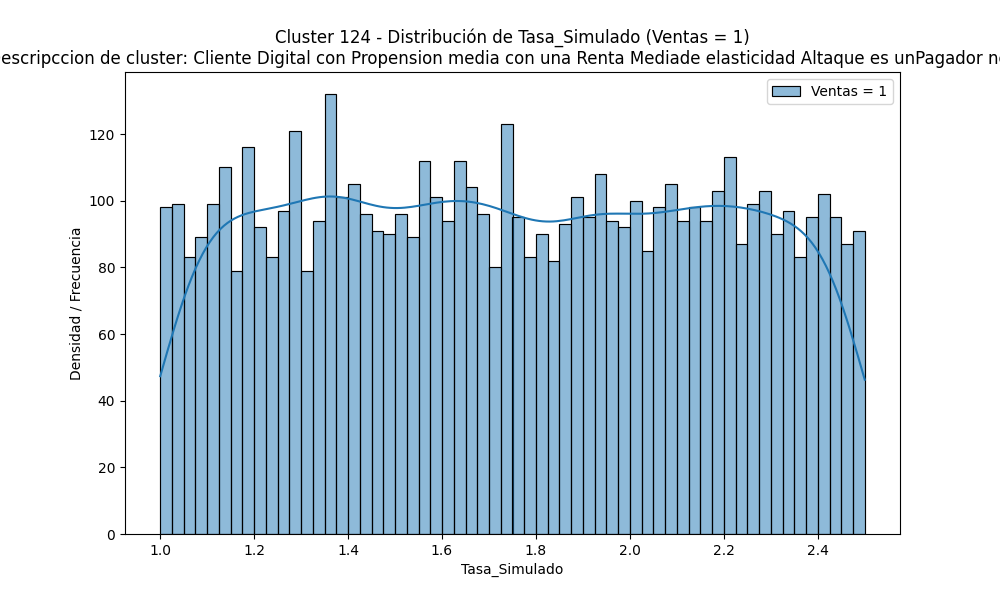 Cluster 124 - Distribución de Tasa_Simulado (Ventas = 1)
escripccion de cluster: Cliente Digital con Propension media con una Renta Mediade elasticidad Altaque es unPagador
Ventas = 1
Densidad / Frecuencia
120
100
80
60
40
20
0
1.0 1.2 1.4 1.6 1.8 2.0 2.2 2.4
Tasa_Simulado